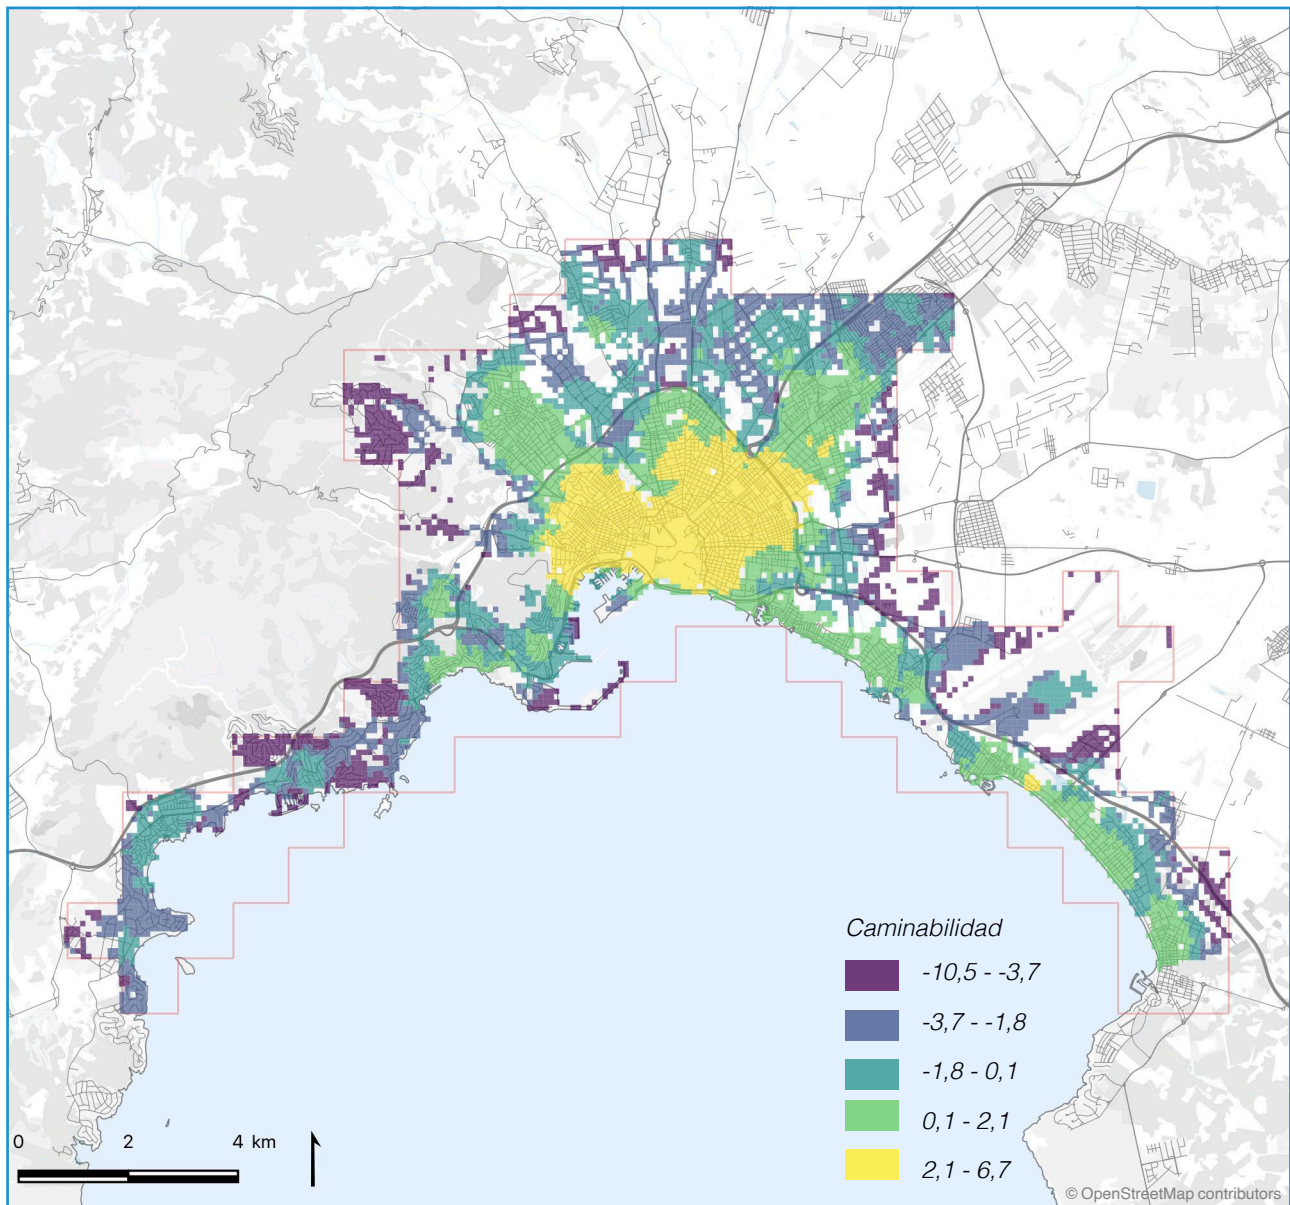 Caminabilidad
-10,5 - -3,7
-3,7 - -1,8
-1,8 - 0,1
0,1 - 2,1
2,1 - 6,7
0 2 4 km
© OpenStreetMap contributors